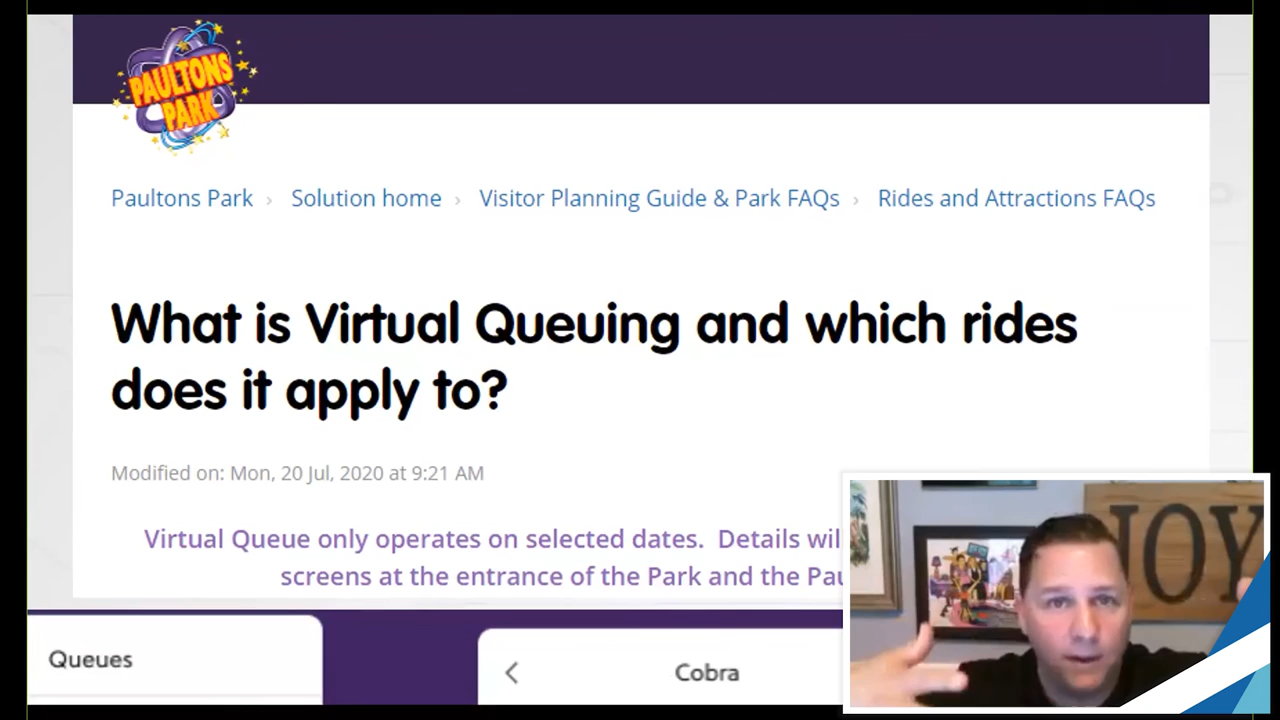 PAULTONS
PARK
Paultons Park › Solution home › Visitor Planning Guide & Park FAQs › Rides and Attractions FAQs
What is Virtual Queuing and which rides
does it apply to?
Modified on: Mon, 20 Jul, 2020 at 9:21 AM
Virtual Queue only operates on selected dates. Details wil
screens at the entrance of the Park and the Pau
JOY
Queues
Cobra